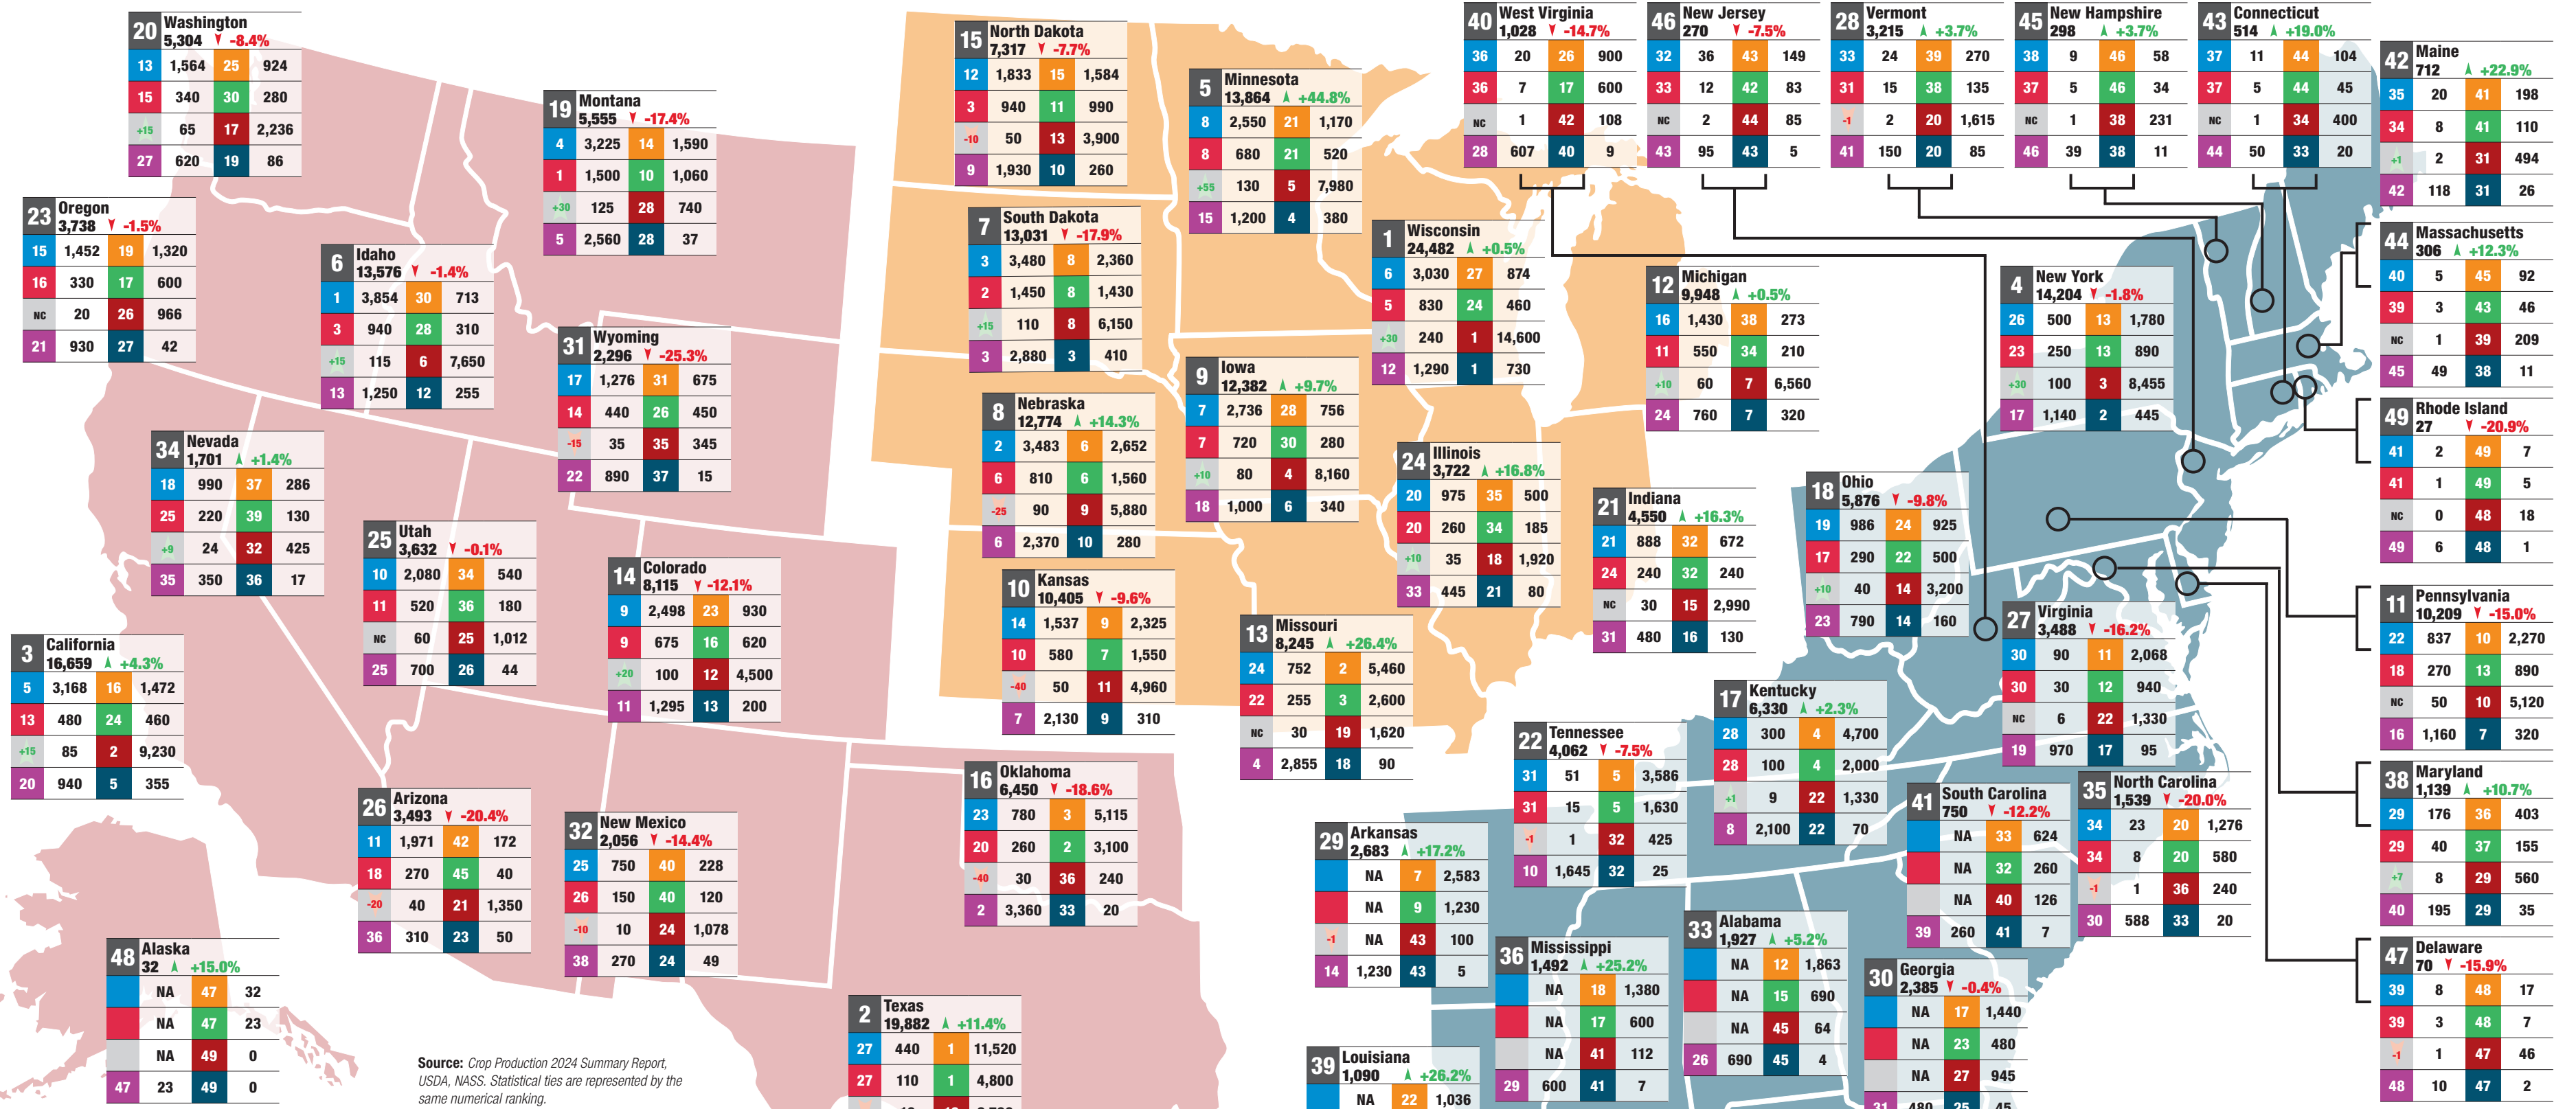 20 Washington
5,304 -8.4%
13 1,564 25 924
15 340 30 280
+15 65 17 2,236
27 620 19 86
23 Oregon
3,738 -1.5%
15 1,452 19 1,320
16 330 17 600
NC 20 26 966
21 930 27 42
6 Idaho
13,576 -1.4%
1 3,854 30 713
3 940 28 310
+15 115 6 7,650
13 1,250 12 255
19 Montana
5,555 -17.4%
4 3,225 14 1,590
1 1,500 10 1,060
+30 125 28 740
5 2,560 28 37
31 Wyoming
2,296 -25.3%
17 1,276 31 675
14 440 26 450
-15 35 35 345
22 890 37 15
34 Nevada
1,701 +1.4%
18 990 37 286
25 220 39 130
+9 24 32 425
35 350 36 17
25 Utah
3,632 -0.1%
10 2,080 34 540
11 520 36 180
NC 60 25 1,012
25 700 26 44
14 Colorado
8,115 -12.1%
9 2,498 23 930
9 675 16 620
+20 100 12 4,500
11 1,295 13 200
3 California
16,659 +4.3%
5 3,168 16 1,472
13 480 24 460
+15 85 2 9,230
20 940 5 355
26 Arizona
3,493 -20.4%
11 1,971 42 172
18 270 45 40
-20 40 21 1,350
36 310 23 50
32 New Mexico
2,056 -14.4%
25 750 40 228
26 150 40 120
-10 10 24 1,078
38 270 24 49
48 Alaska
32 +15.0%
NA 47 32
NA 47 23
NA 49 0
47 23 49 0
Source: Crop Production 2024 Summary Report,
USDA, NASS. Statistical ties are represented by the
same numerical ranking.
2 Texas
19,882 +11.4%
27 440 1 11,520
27 110 1 4,800
15 North Dakota
7,317 -7.7%
12 1,833 15 1,584
3 940 11 990
-10 50 13 3,900
9 1,930 10 260
5 Minnesota
13,864 +44.8%
8 2,550 21 1,170
8 680 21 520
+55 130 5 7,980
15 1,200 4 380
7 South Dakota
13,031 -17.9%
3 3,480 8 2,360
2 1,450 8 1,430
+15 110 8 6,150
3 2,880 3 410
1 Wisconsin
24,482 +0.5%
6 3,030 27 874
5 830 24 460
+30 240 1 14,600
12 1,290 1 730
9 Iowa
12,382 +9.7%
7 2,736 28 756
7 720 30 280
+10 80 4 8,160
18 1,000 6 340
8 Nebraska
12,774 +14.3%
2 3,483 6 2,652
6 810 6 1,560
-25 90 9 5,880
6 2,370 10 280
10 Kansas
10,405 -9.6%
14 1,537 9 2,325
10 580 7 1,550
-40 50 11 4,960
7 2,130 9 310
24 Illinois
3,722 +16.8%
20 975 35 500
20 260 34 185
+10 35 18 1,920
33 445 21 80
13 Missouri
8,245 +26.4%
24 752 2 5,460
22 255 3 2,600
NC 30 19 1,620
4 2,855 18 90
16 Oklahoma
6,450 -18.6%
23 780 3 5,115
20 260 2 3,100
-40 30 36 240
2 3,360 33 20
12 Michigan
9,948 +0.5%
16 1,430 38 273
11 550 34 210
+10 60 7 6,560
24 760 7 320
21 Indiana
4,550 +16.3%
21 888 32 672
24 240 32 240
NC 30 15 2,990
31 480 16 130
18 Ohio
5,876 -9.8%
19 986 24 925
17 290 22 500
+10 40 14 3,200
23 790 14 160
40 West Virginia
1,028 -14.7%
36 20 26 900
36 7 17 600
NC 1 42 108
28 607 40 9
46 New Jersey
270 -7.5%
32 36 43 149
33 12 42 83
NC 2 44 85
43 95 43 5
28 Vermont
3,215 +3.7%
33 24 39 270
31 15 38 135
-1 2 20 1,615
41 150 20 85
45 New Hampshire
298 +3.7%
38 9 46 58
37 5 46 34
NC 1 38 231
46 39 38 11
43 Connecticut
514 +19.0%
37 11 44 104
37 5 44 45
NC 1 34 400
44 50 33 20
42 Maine
712 +22.9%
35 20 41 198
34 8 41 110
+1 2 31 494
42 118 31 26
44 Massachusetts
306 +12.3%
40 5 45 92
39 3 43 46
NC 1 39 209
45 49 38 11
4 New York
14,204 -1.8%
26 500 13 1,780
23 250 13 890
+30 100 3 8,455
17 1,140 2 445
49 Rhode Island
27 -20.9%
41 2 49 7
41 1 49 5
NC 0 48 18
49 6 48 1
11 Pennsylvania
10,209 -15.0%
22 837 10 2,270
18 270 13 890
NC 50 10 5,120
16 1,160 7 320
27 Virginia
3,488 -16.2%
30 90 11 2,068
30 30 12 940
NC 6 22 1,330
19 970 17 95
38 Maryland
1,139 +10.7%
29 176 36 403
29 40 37 155
+7 8 29 560
40 195 29 35
47 Delaware
70 -15.9%
39 8 48 17
39 3 48 7
-1 1 47 46
48 10 47 2
17 Kentucky
6,330 +2.3%
28 300 4 4,700
28 100 4 2,000
+1 9 22 1,330
8 2,100 22 70
22 Tennessee
4,062 -7.5%
31 51 5 3,586
31 15 5 1,630
-1 1 32 425
10 1,645 32 25
41 South Carolina
750 -12.2%
NA 33 624
NA 32 260
NA 40 126
39 260 41 7
35 North Carolina
1,539 -20.0%
34 23 20 1,276
34 8 20 580
-1 1 36 240
30 588 33 20
29 Arkansas
2,683 +17.2%
NA 7 2,583
NA 9 1,230
-1 NA 43 100
14 1,230 43 5
36 Mississippi
1,492 +25.2%
NA 18 1,380
NA 17 600
NA 41 112
29 600 41 7
33 Alabama
1,927 +5.2%
NA 12 1,863
NA 15 690
NA 45 64
26 690 45 4
30 Georgia
2,385 -0.4%
NA 17 1,440
NA 23 480
NA 27 945
31 480 25 45
39 Louisiana
1,090 +26.2%
NA 22 1,036